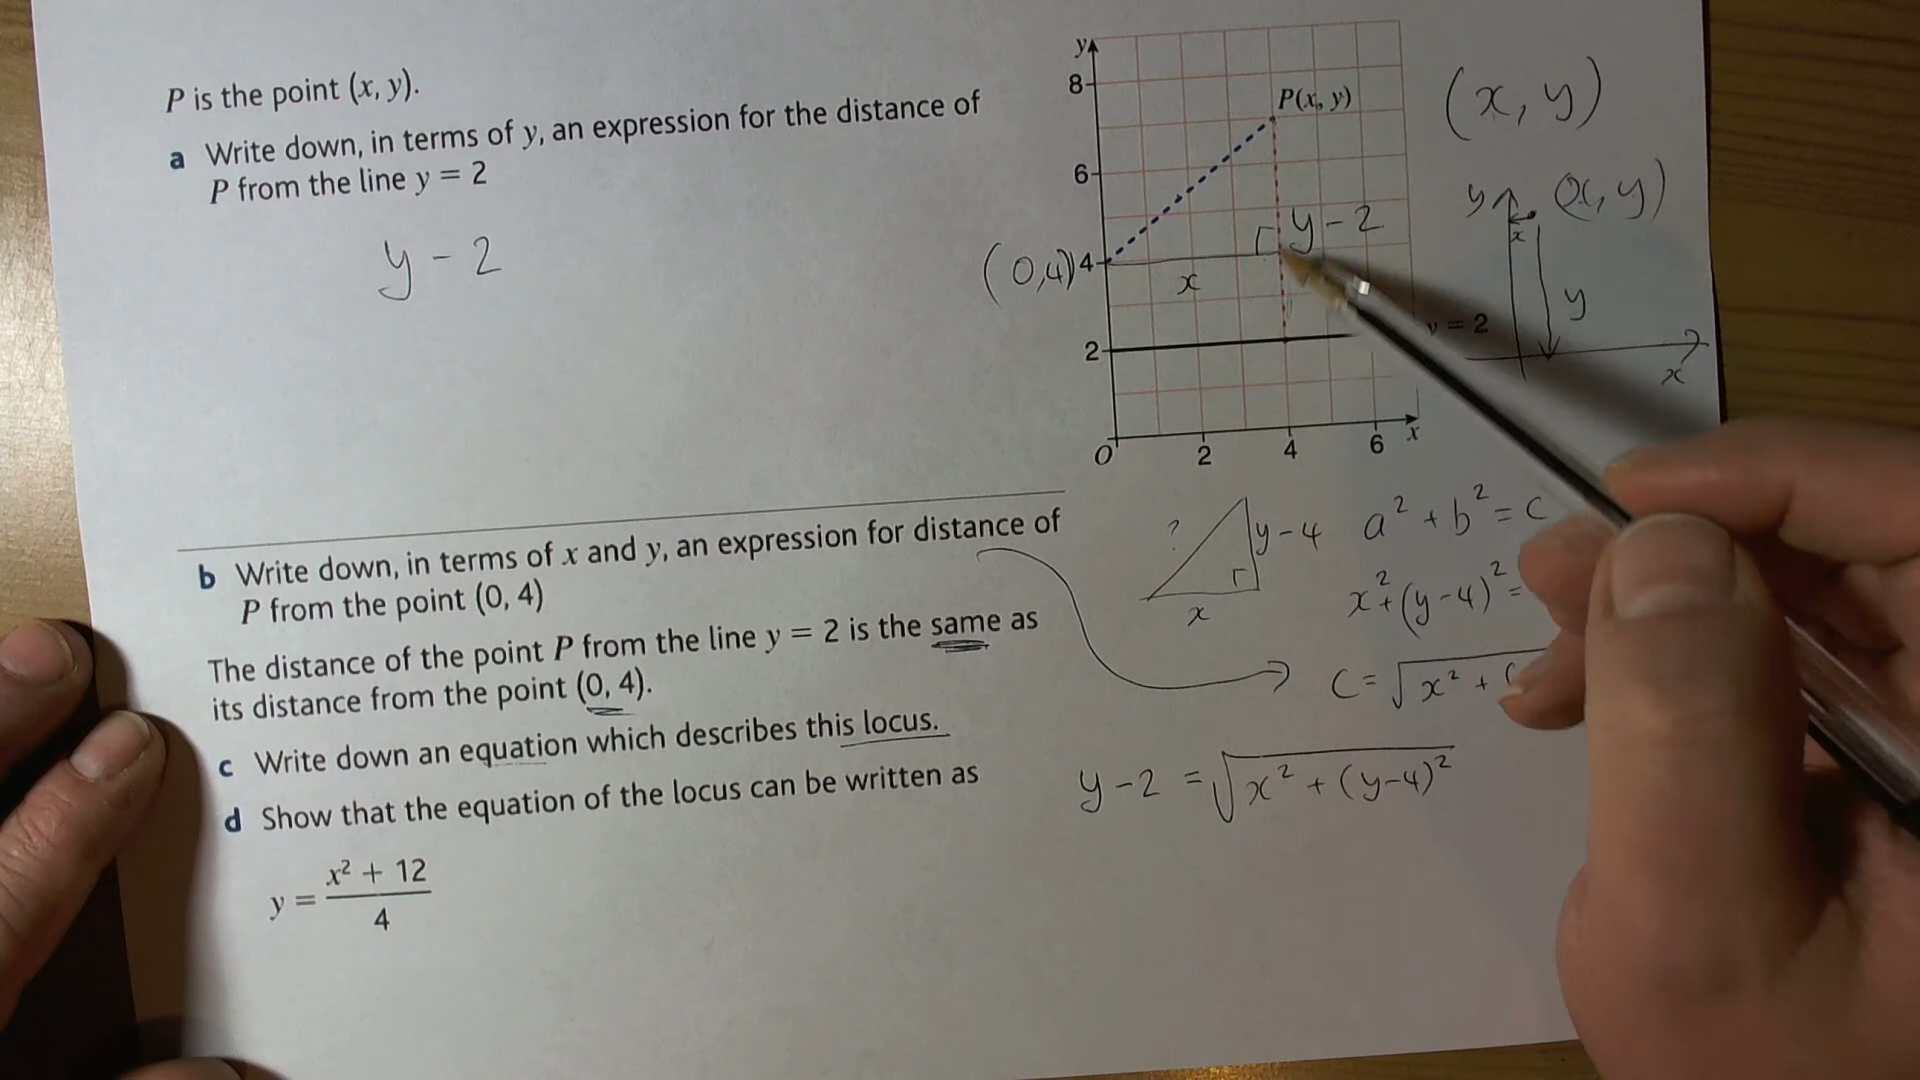 P is the point (x, y).
a Write down, in terms of y, an expression for the distance of
P from the line y = 2
y - 2
b Write down, in terms of x and y, an expression for distance of
P from the point (0, 4)
The distance of the point P from the line y = 2 is the same as
its distance from the point (0, 4).
c Write down an equation which describes this locus.
d Show that the equation of the locus can be written as
y = x² + 12
4
y
8
P(x, y)
6
y - 2
(0,4) 4
x
y = 2
2
O 2 4 6 x
(x, y)
y (x, y)
x
y
x
? y - 4
x
a² + b² = c
x² + (y - 4)² =
c = √x² + (
y - 2 = √x² + (y-4)²